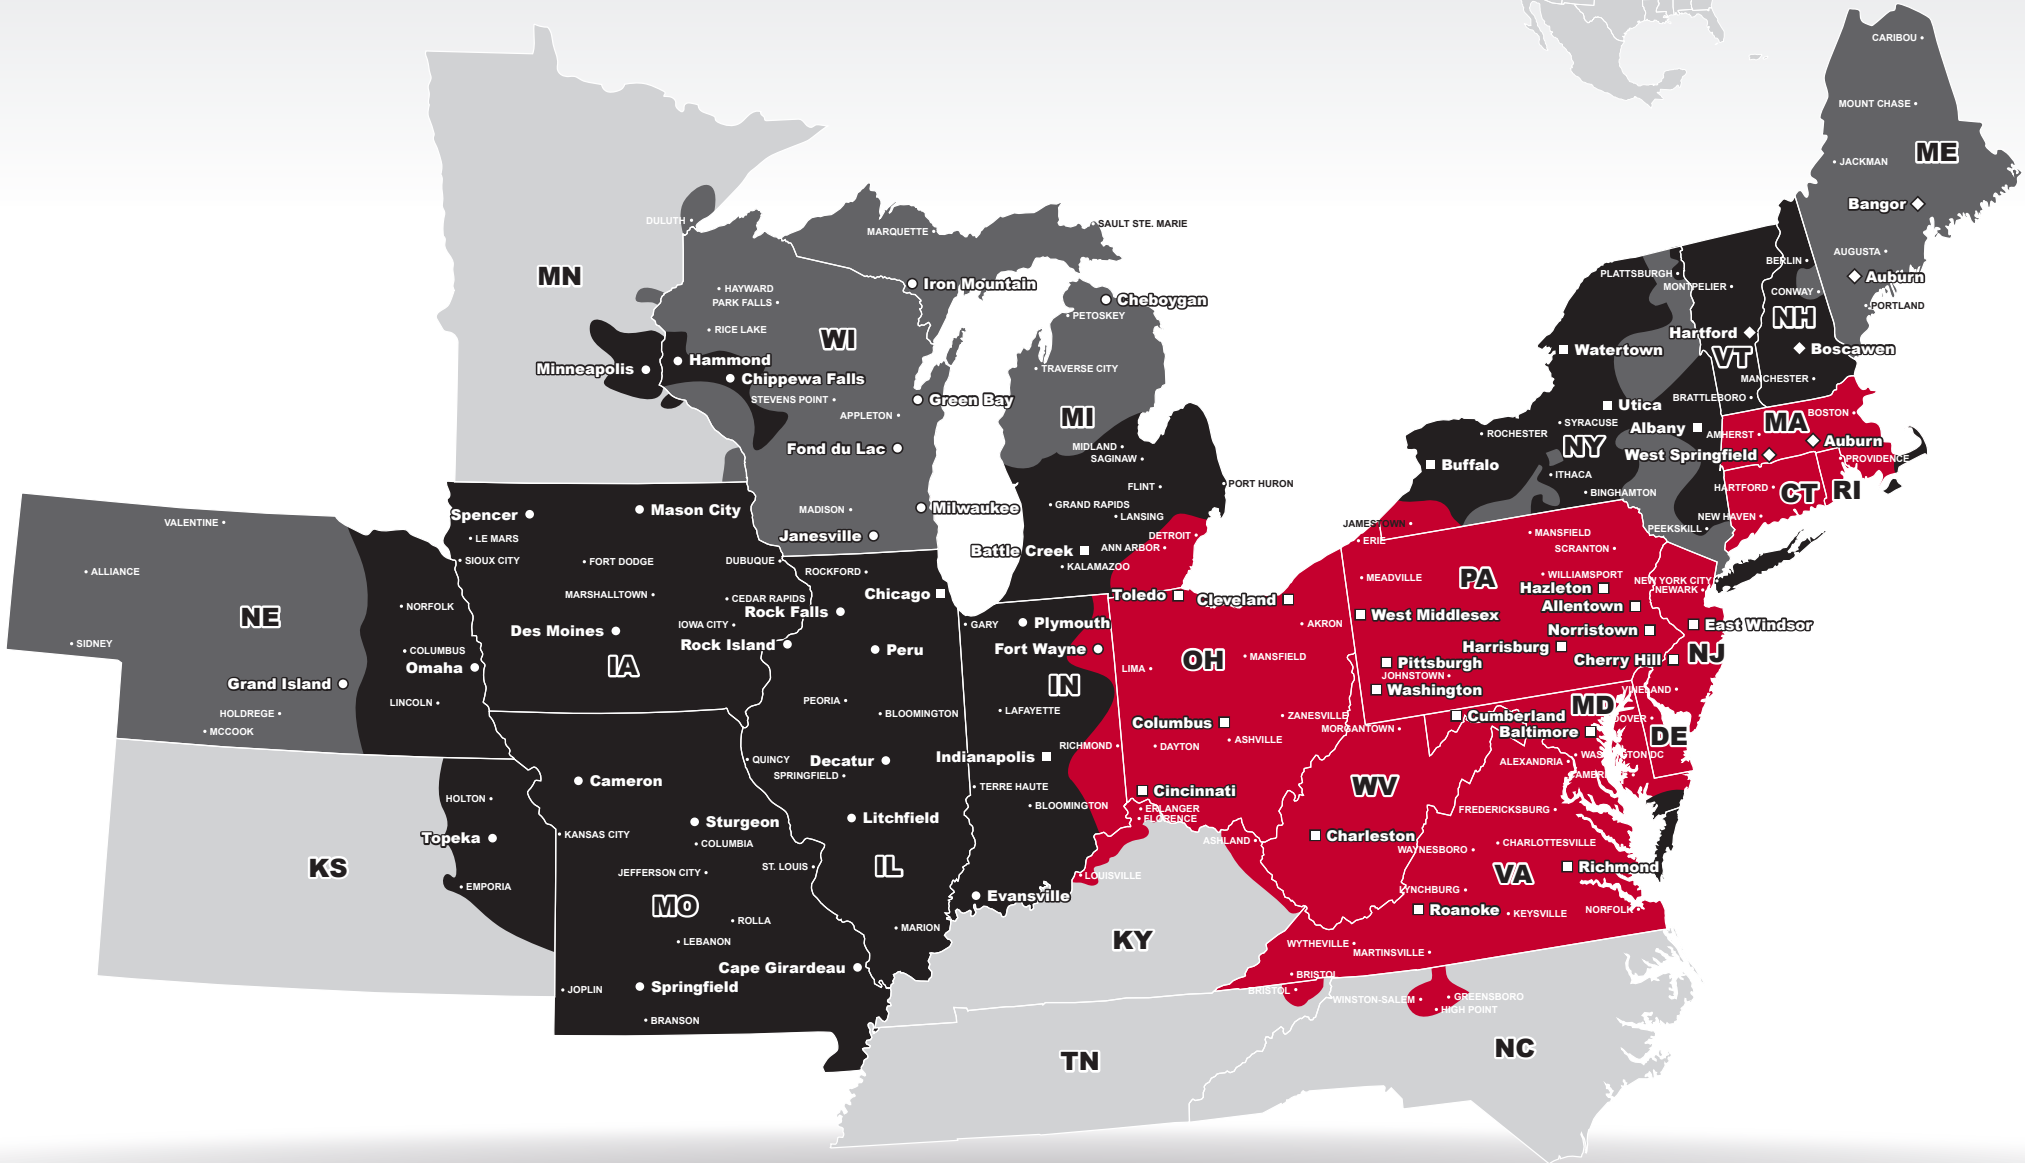 CARIBOU
MOUNT CHASE
ME
JACKMAN
Bangor
DULUTH
MARQUETTE
SAULT STE. MARIE
AUGUSTA
BERLIN
MN
PLATTSBURGH
MONTPELIER
Auburn
HAYWARD
Iron Mountain
CONWAY
PARK FALLS
Cheboygan
PORTLAND
PETOSKEY
NH
RICE LAKE
Hartford
WI
Watertown
Boscawen
VT
Hammond
Minneapolis
TRAVERSE CITY
Chippewa Falls
MANCHESTER
STEVENS POINT
Green Bay
BRATTLEBORO
APPLETON
MI
Utica
BOSTON
SYRACUSE
MA
Albany
ROCHESTER
AMHERST
Auburn
Fond du Lac
MIDLAND
NY
West Springfield
SAGINAW
PROVIDENCE
Buffalo
ITHACA
FLINT
PORT HURON
HARTFORD
CT
RI
BINGHAMTON
GRAND RAPIDS
Milwaukee
MADISON
Mason City
Spencer
LANSING
NEW HAVEN
VALENTINE
JAMESTOWN
PEEKSKILL
MANSFIELD
Janesville
DETROIT
LE MARS
ERIE
ANN ARBOR
SCRANTON
Battle Creek
SIOUX CITY
FORT DODGE
DUBUQUE
KALAMAZOO
ROCKFORD
ALLIANCE
MEADVILLE
PA
WILLIAMSPORT
NEW YORK CITY
Hazleton
NEWARK
MARSHALLTOWN
Chicago
Toledo
CEDAR RAPIDS
Cleveland
NORFOLK
Allentown
Rock Falls
West Middlesex
NE
IOWA CITY
GARY
Plymouth
AKRON
East Windsor
Des Moines
Norristown
SIDNEY
Rock Island
Harrisburg
COLUMBUS
Peru
Fort Wayne
NJ
MANSFIELD
OH
Cherry Hill
Pittsburgh
Omaha
IA
LIMA
JOHNSTOWN
Grand Island
IN
Washington
VINELAND
LINCOLN
PEORIA
MD
HOLDREGE
BLOOMINGTON
LAFAYETTE
ZANESVILLE
Cumberland
DOVER
Columbus
MORGANTOWN
MCCOOK
Baltimore
DE
ASHVILLE
RICHMOND
DAYTON
WASHINGTON DC
Indianapolis
QUINCY
Decatur
ALEXANDRIA
SPRINGFIELD
CAMBRIDGE
Cameron
WV
TERRE HAUTE
Cincinnati
HOLTON
BLOOMINGTON
ERLANGER
FREDERICKSBURG
Litchfield
FLORENCE
Sturgeon
KANSAS CITY
Charleston
Topeka
ASHLAND
COLUMBIA
CHARLOTTESVILLE
WAYNESBORO
KS
ST. LOUIS
IL
Richmond
JEFFERSON CITY
LOUISVILLE
VA
EMPORIA
LYNCHBURG
Evansville
MO
Roanoke
NORFOLK
KEYSVILLE
ROLLA
MARION
LEBANON
KY
WYTHEVILLE
MARTINSVILLE
Cape Girardeau
BRISTOL
Springfield
JOPLIN
BRISTOL
WINSTON-SALEM
GREENSBORO
HIGH POINT
BRANSON
NC
TN